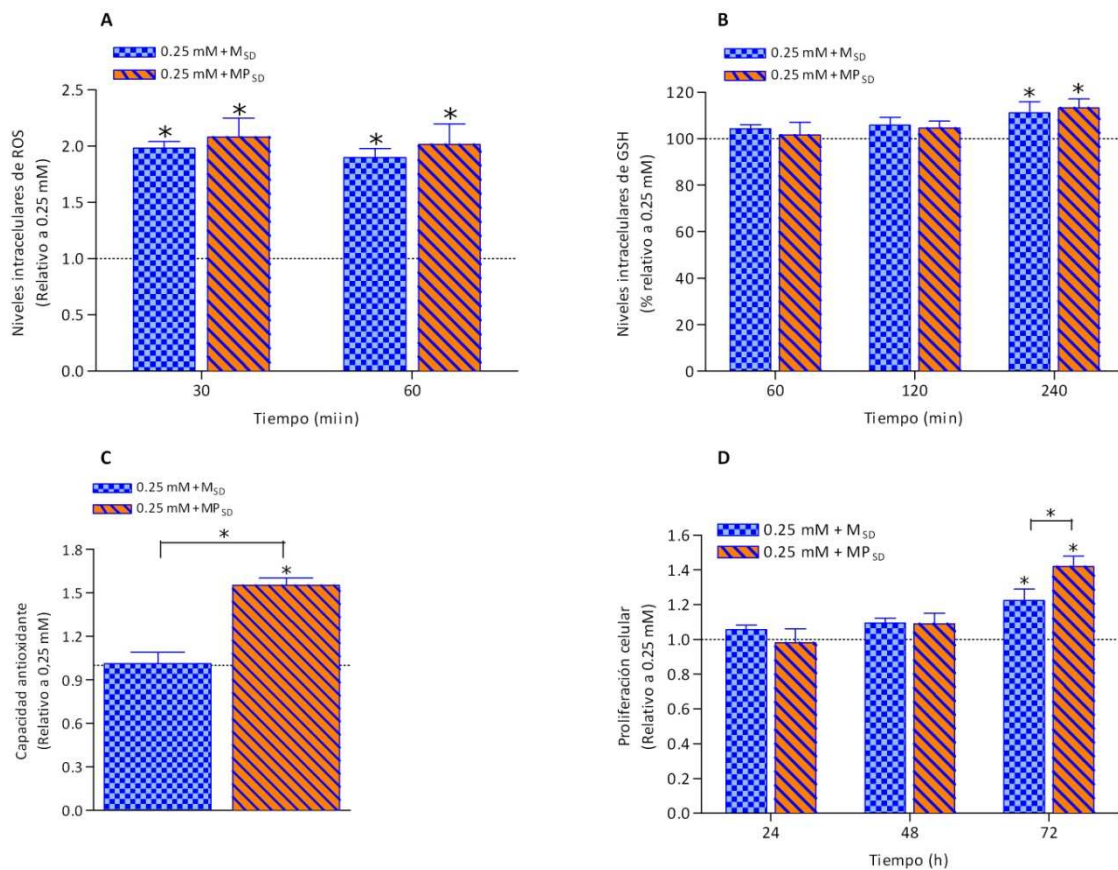 A
0.25 mM + MSD
0.25 mM + MPSD
2.5
2.0
1.5
1.0
0.5
0.0
Niveles intracelulares de ROS
(Relativo a 0.25 mM)
* * * *
30 60
Tiempo (miin)
B
0.25 mM + MSD
0.25 mM + MPSD
120
100
80
60
40
20
0
Niveles intracelulares de GSH
(% relativo a 0.25 mM)
* *
60 120 240
Tiempo (min)
C
0.25 mM + MSD
0.25 mM + MPSD
1.8
1.5
1.2
0.9
0.6
0.3
0.0
Capacidad antioxidante
(Relativo a 0,25 mM)
*
*
D
0.25 mM + MSD
0.25 mM + MPSD
1.6
1.4
1.2
1.0
0.8
0.6
0.4
0.2
0.0
Proliferación celular
(Relativo a 0.25 mM)
*
* *
24 48 72
Tiempo (h)